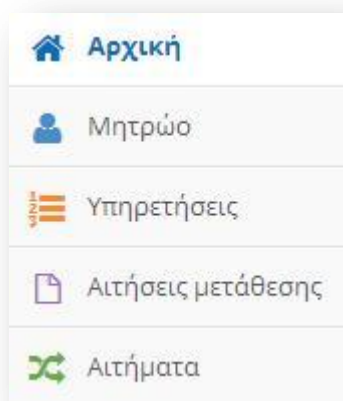 Αρχική
Μητρώο
Υπηρετήσεις
Αιτήσεις μετάθεσης
Αιτήματα